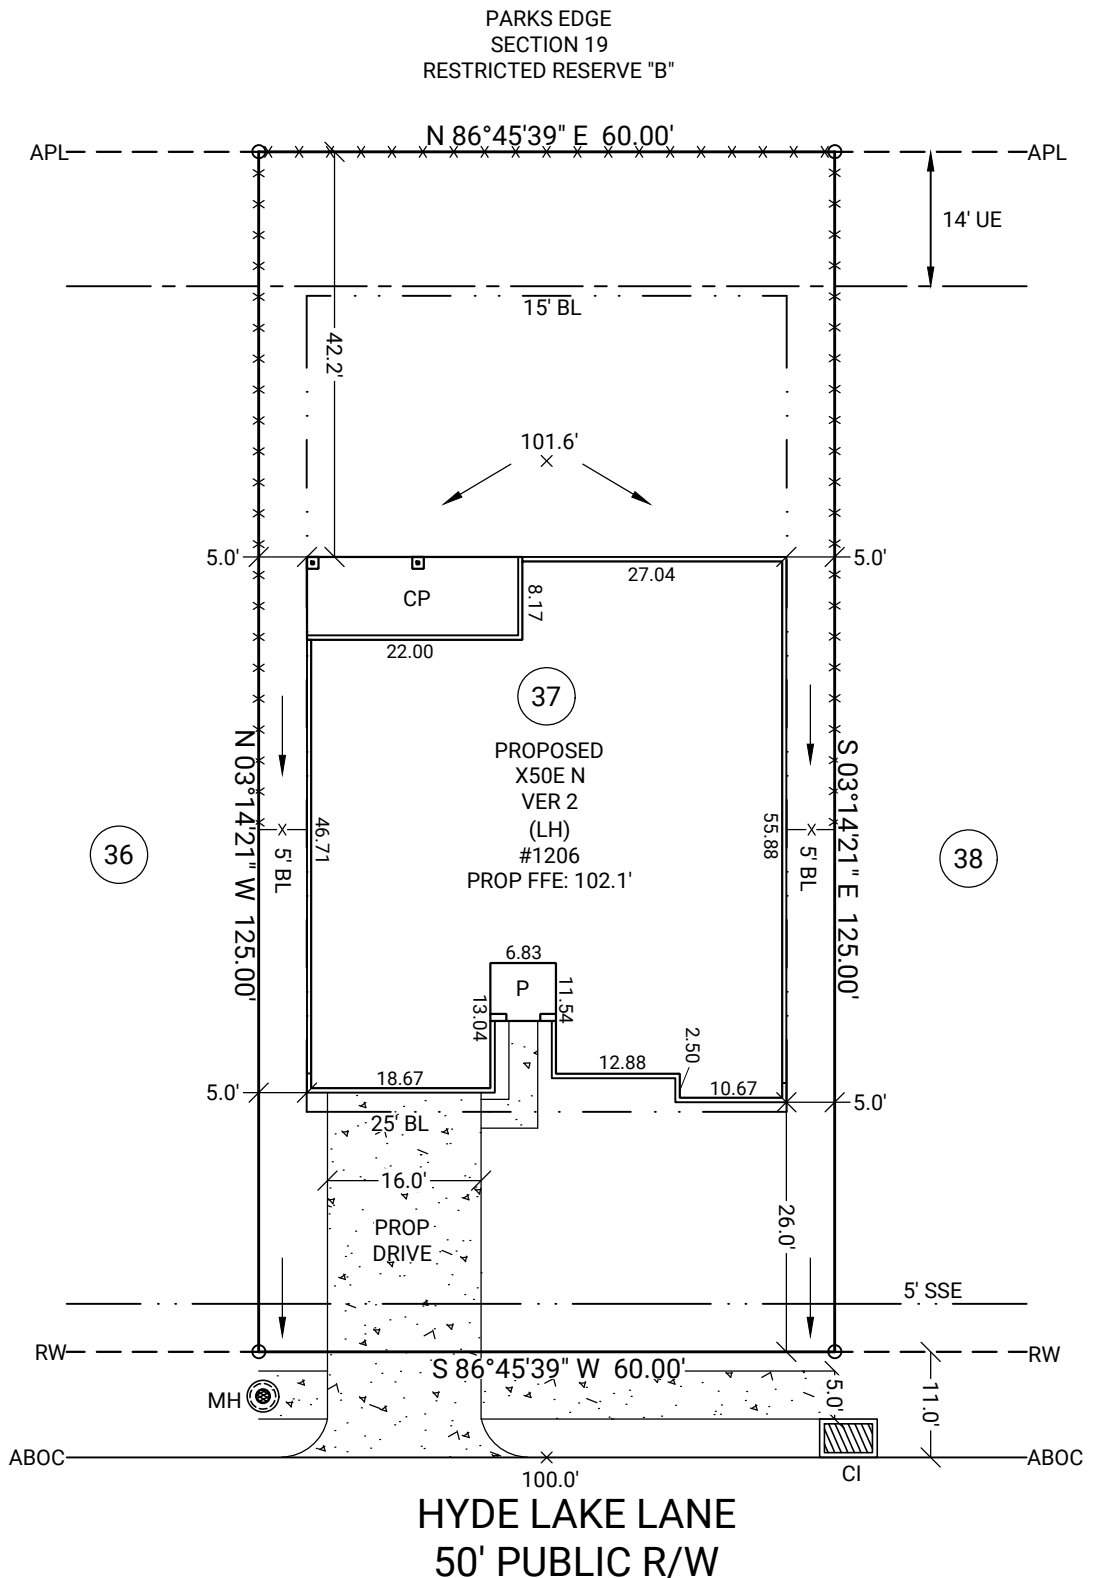 PARKS EDGE
SECTION 19
RESTRICTED RESERVE "B"
N 86°45'39" E 60.00'
APL
APL
14' UE
15' BL
42.2'
101.6'
5.0'
5.0'
27.04
CP
8.17
22.00
37
PROPOSED
X50E N
VER 2
(LH)
#1206
PROP FFE: 102.1'
N 03°14'21" W 125.00'
S 03°14'21" E 125.00'
46.71
55.88
36
5' BL
5' BL
38
6.83
P
13.04
11.54
2.50
12.88
18.67
10.67
5.0'
5.0'
25' BL
16.0'
PROP
DRIVE
26.0'
5' SSE
RW
RW
S 86°45'39" W 60.00'
MH
5.0'
11.0'
ABOC
ABOC
CI
100.0'
HYDE LAKE LANE
50' PUBLIC R/W